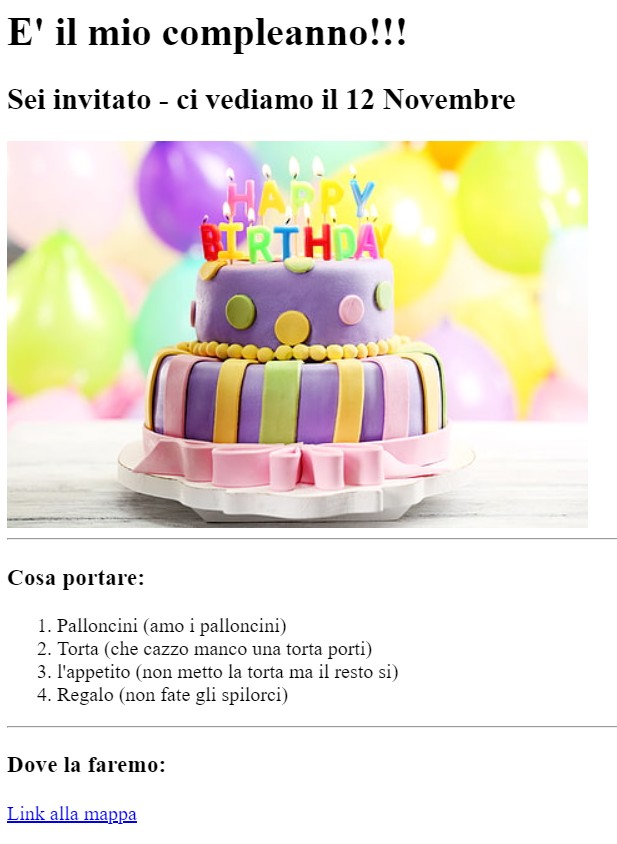 E' il mio compleanno!!!
Sei invitato - ci vediamo il 12 Novembre
HAPPY
BIRTHDAY
Cosa portare:
1. Palloncini (amo i palloncini)
2. Torta (che cazzo manco una torta porti)
3. l'appetito (non metto la torta ma il resto si)
4. Regalo (non fate gli spilorci)
Dove la faremo:
Link alla mappa